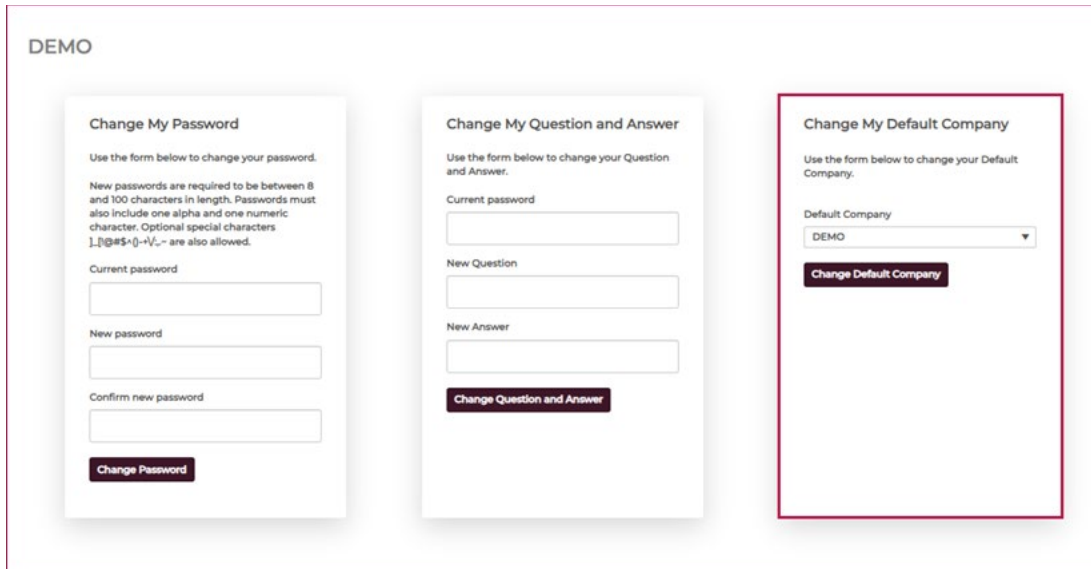 DEMO
Change My Password
Use the form below to change your password.
New passwords are required to be between 8
and 100 characters in length. Passwords must
also include one alpha and one numeric
character. Optional special characters
are also allowed.
Current password
New password
Confirm new password
Change Password
Change My Question and Answer
Use the form below to change your Question
and Answer.
Current password
New Question
New Answer
Change Question and Answer
Change My Default Company
Use the form below to change your Default
Company.
Default Company
DEMO
Change Default Company